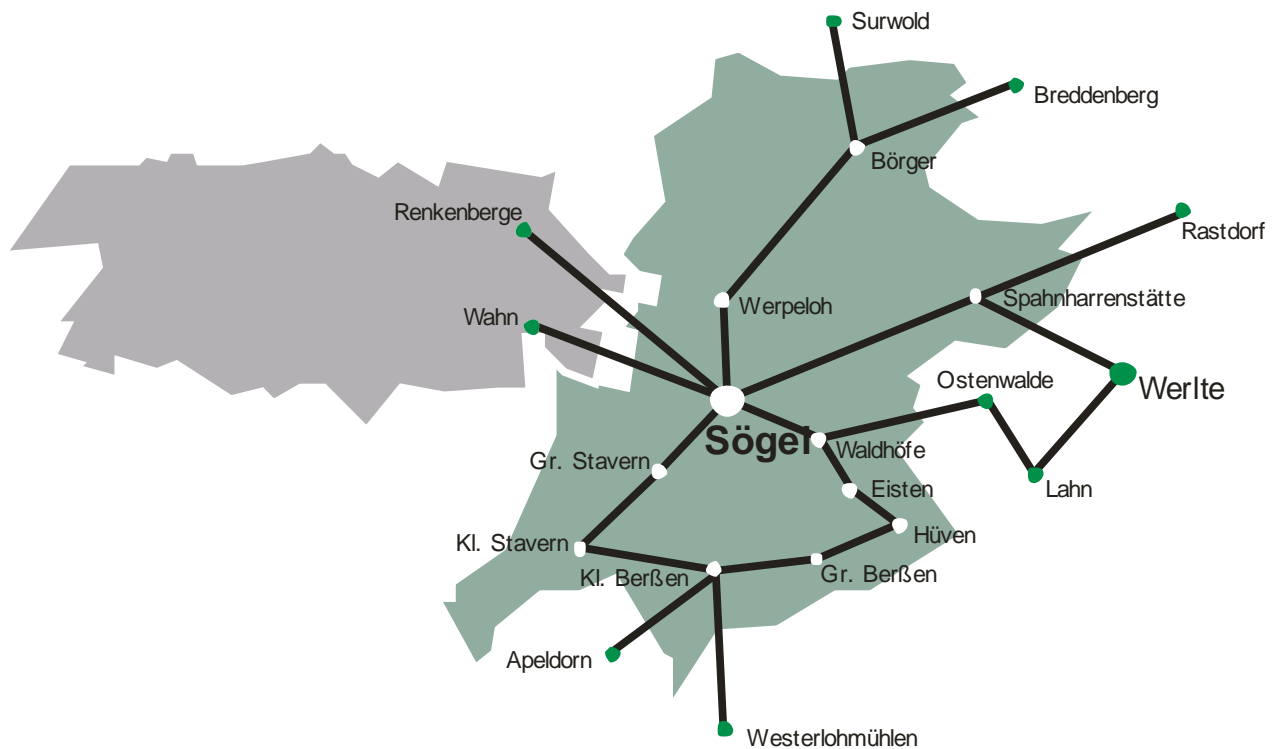 Surwold
Breddenberg
Börger
Renkenberge
Rastdorf
Spahnharrenstätte
Werpeloh
Wahn
Ostenwalde
Werlte
Sögel
Waldhöfe
Gr. Stavern
Eisten
Lahn
Hüven
Kl. Stavern
Kl. Berßen
Gr. Berßen
Apeldorn
Westerlohmühlen